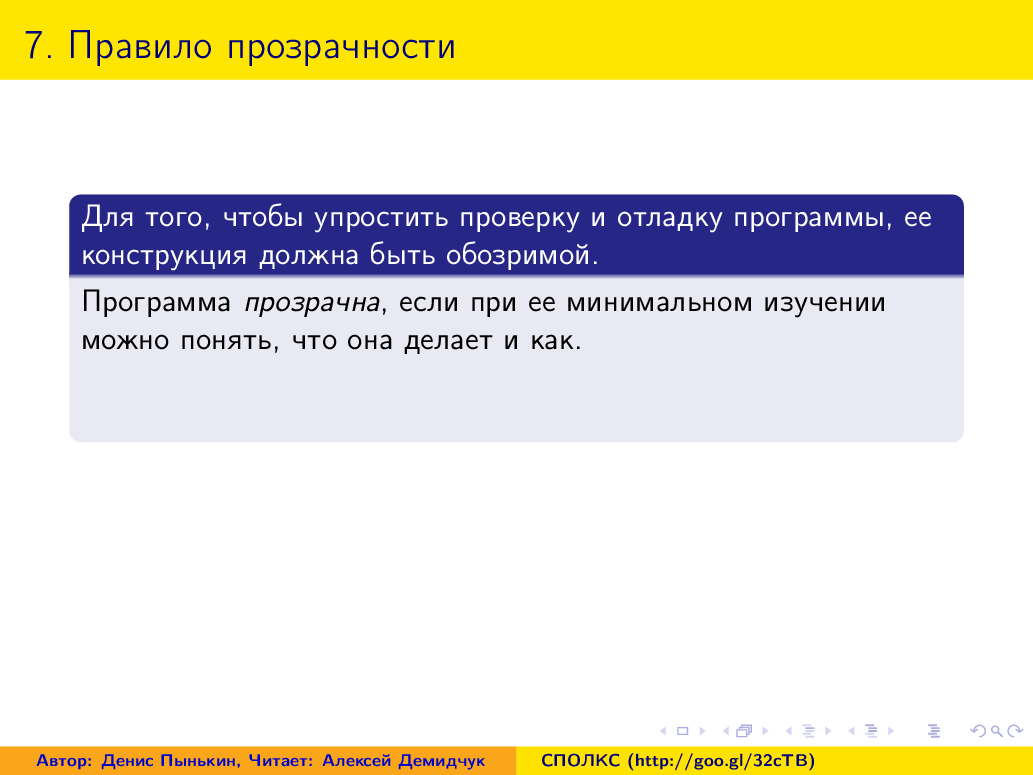 7. Правило прозрачности
Для того, чтобы упростить проверку и отладку программы, ее
конструкция должна быть обозримой.
Программа прозрачна, если при ее минимальном изучении
можно понять, что она делает и как.
Автор: Денис Пынькин, Читает: Алексей Демидчук
СПОЛКС (http://goo.gl/32cTB)